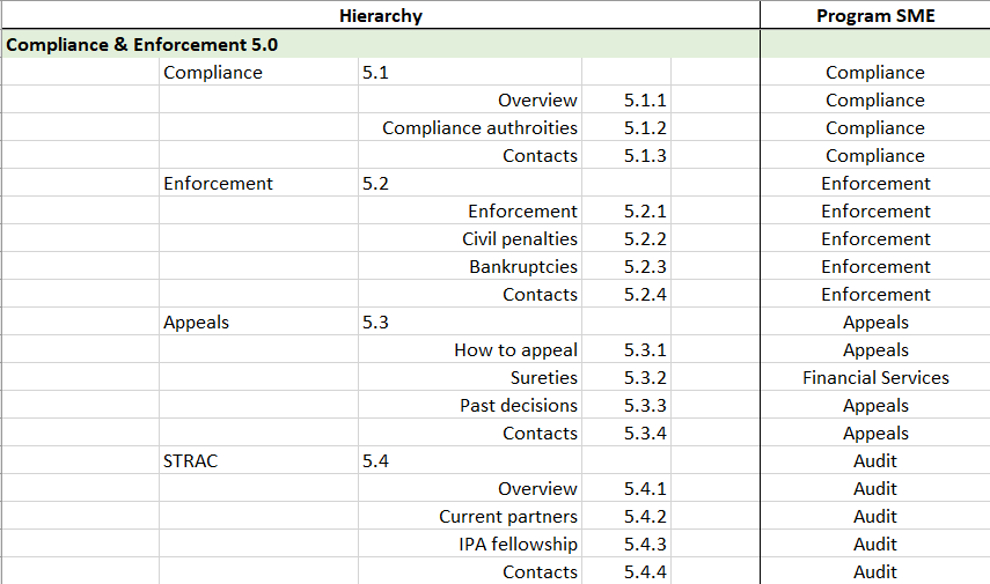 Hierarchy Program SME
Compliance & Enforcement 5.0
Compliance 5.1 Compliance
Overview 5.1.1 Compliance
Compliance authroities 5.1.2 Compliance
Contacts 5.1.3 Compliance
Enforcement 5.2 Enforcement
Enforcement 5.2.1 Enforcement
Civil penalties 5.2.2 Enforcement
Bankruptcies 5.2.3 Enforcement
Contacts 5.2.4 Enforcement
Appeals 5.3 Appeals
How to appeal 5.3.1 Appeals
Sureties 5.3.2 Financial Services
Past decisions 5.3.3 Appeals
Contacts 5.3.4 Appeals
STRAC 5.4 Audit
Overview 5.4.1 Audit
Current partners 5.4.2 Audit
IPA fellowship 5.4.3 Audit
Contacts 5.4.4 Audit